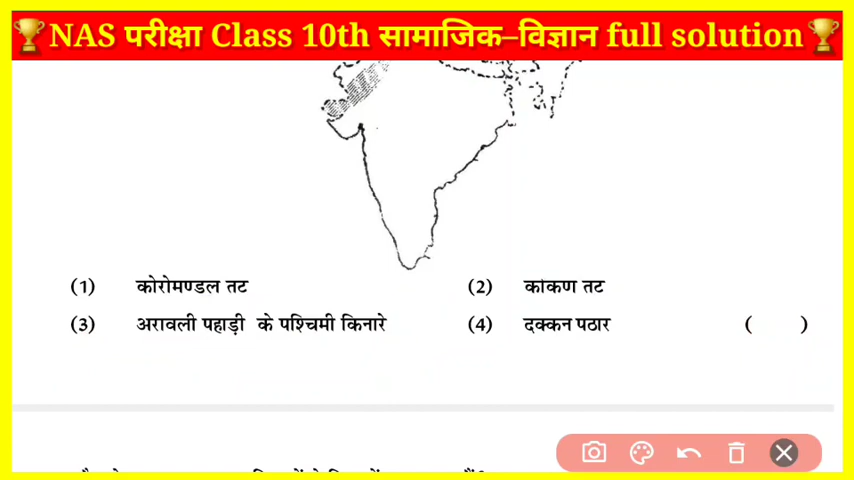 🏆NAS परीक्षा Class 10th सामाजिक–विज्ञान full solution🏆
(1) कोरोमण्डल तट (2) कांकण तट
(3) अरावली पहाड़ी के पश्चिमी किनारे (4) दक्कन पठार ( )